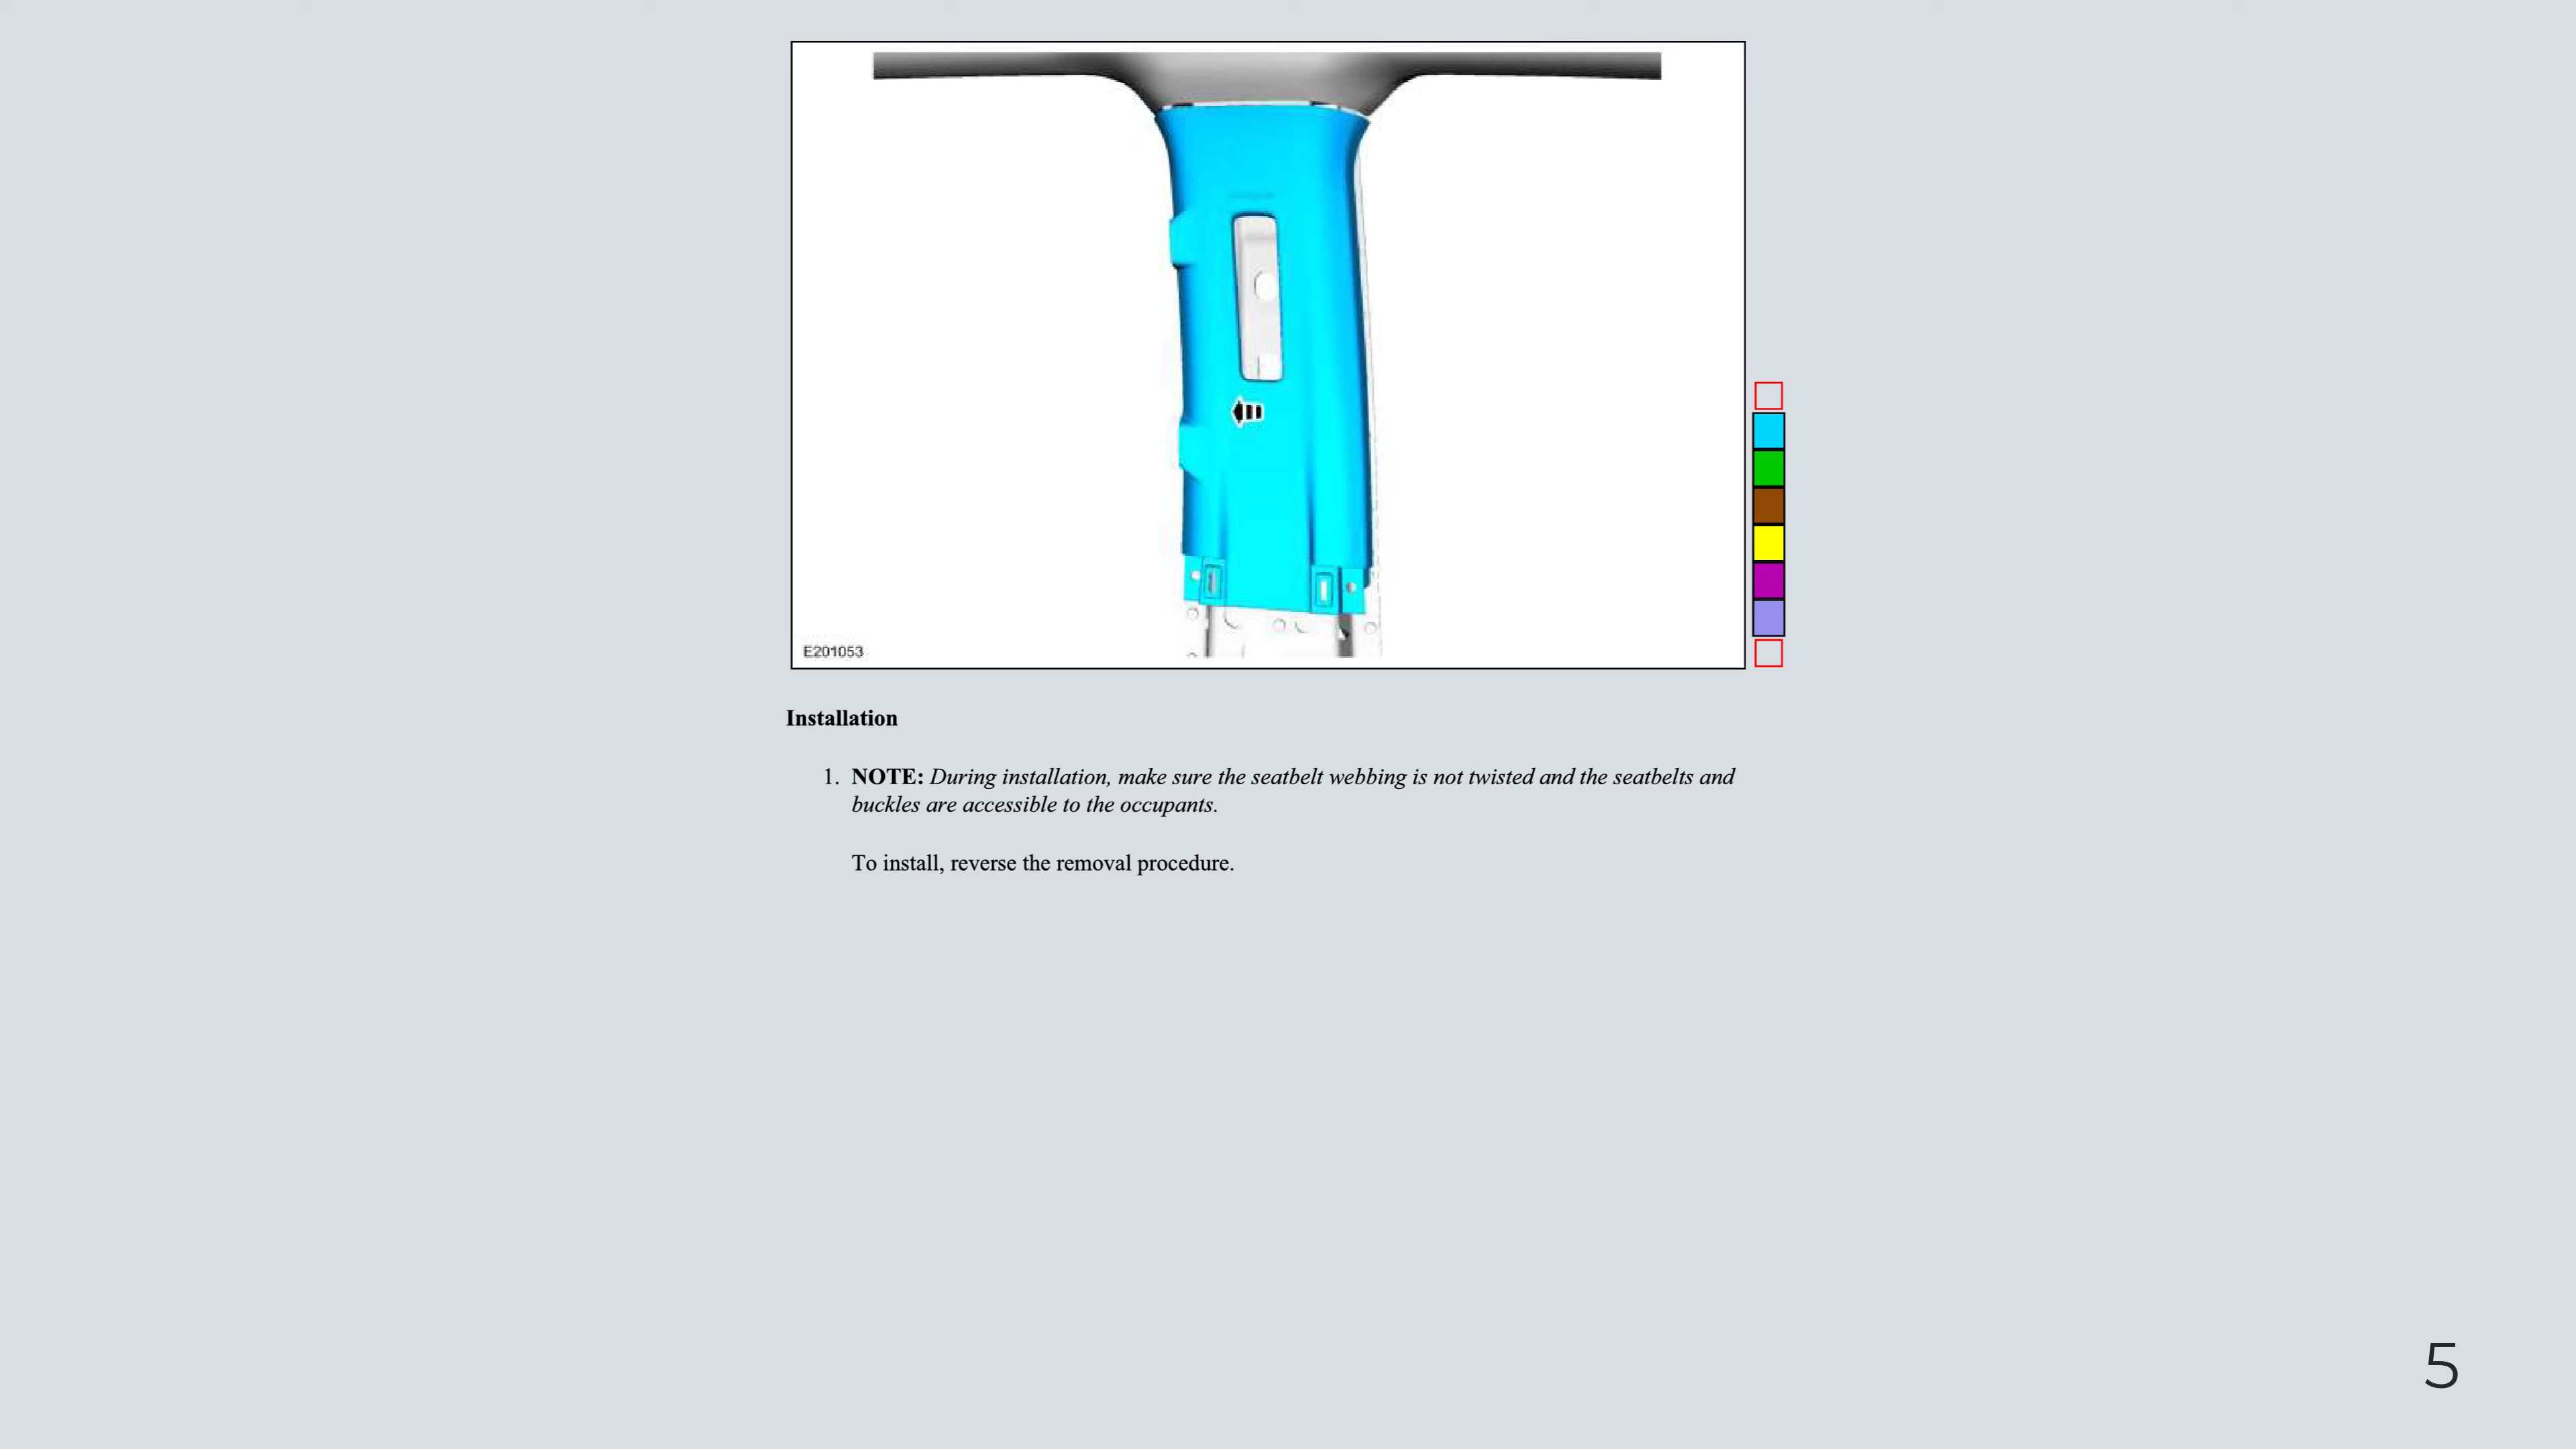 E201053
Installation
1. NOTE: During installation, make sure the seatbelt webbing is not twisted and the seatbelts and
buckles are accessible to the occupants.
To install, reverse the removal procedure.
5